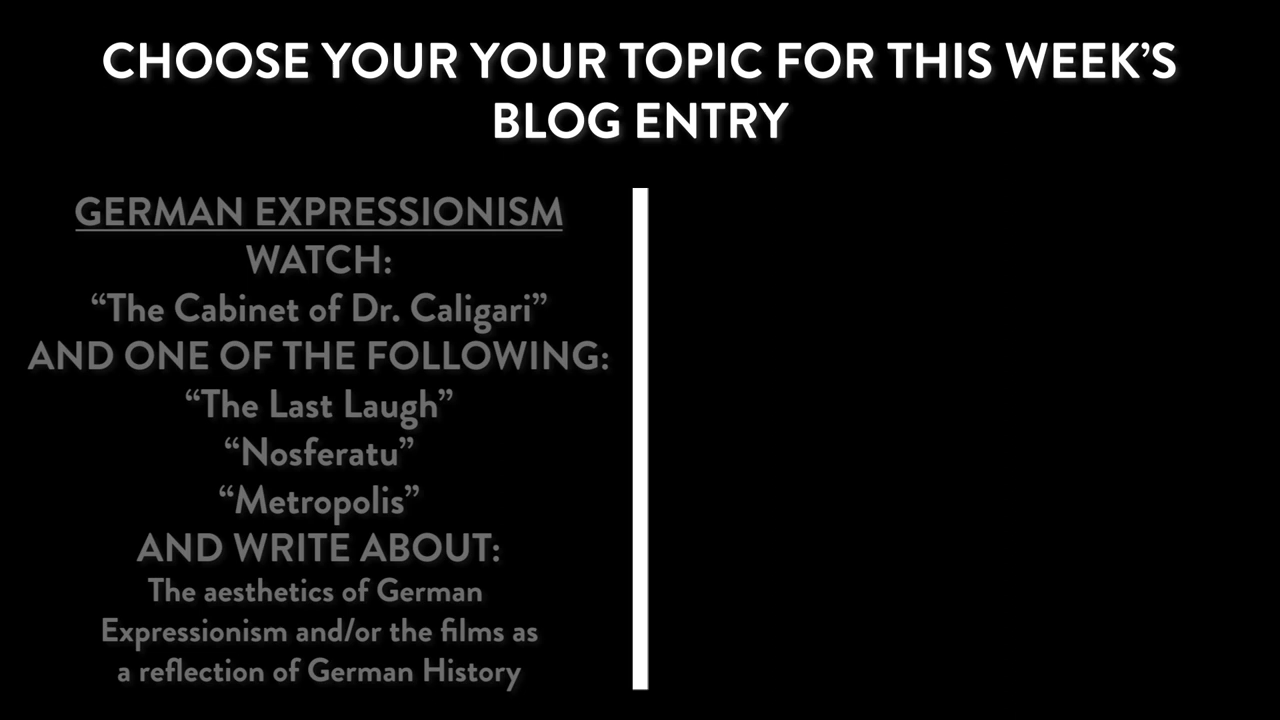 CHOOSE YOUR YOUR TOPIC FOR THIS WEEK’S
BLOG ENTRY
GERMAN EXPRESSIONISM
WATCH:
“The Cabinet of Dr. Caligari”
AND ONE OF THE FOLLOWING:
“The Last Laugh”
“Nosferatu”
“Metropolis”
AND WRITE ABOUT:
The aesthetics of German
Expressionism and/or the films as
a reflection of German History